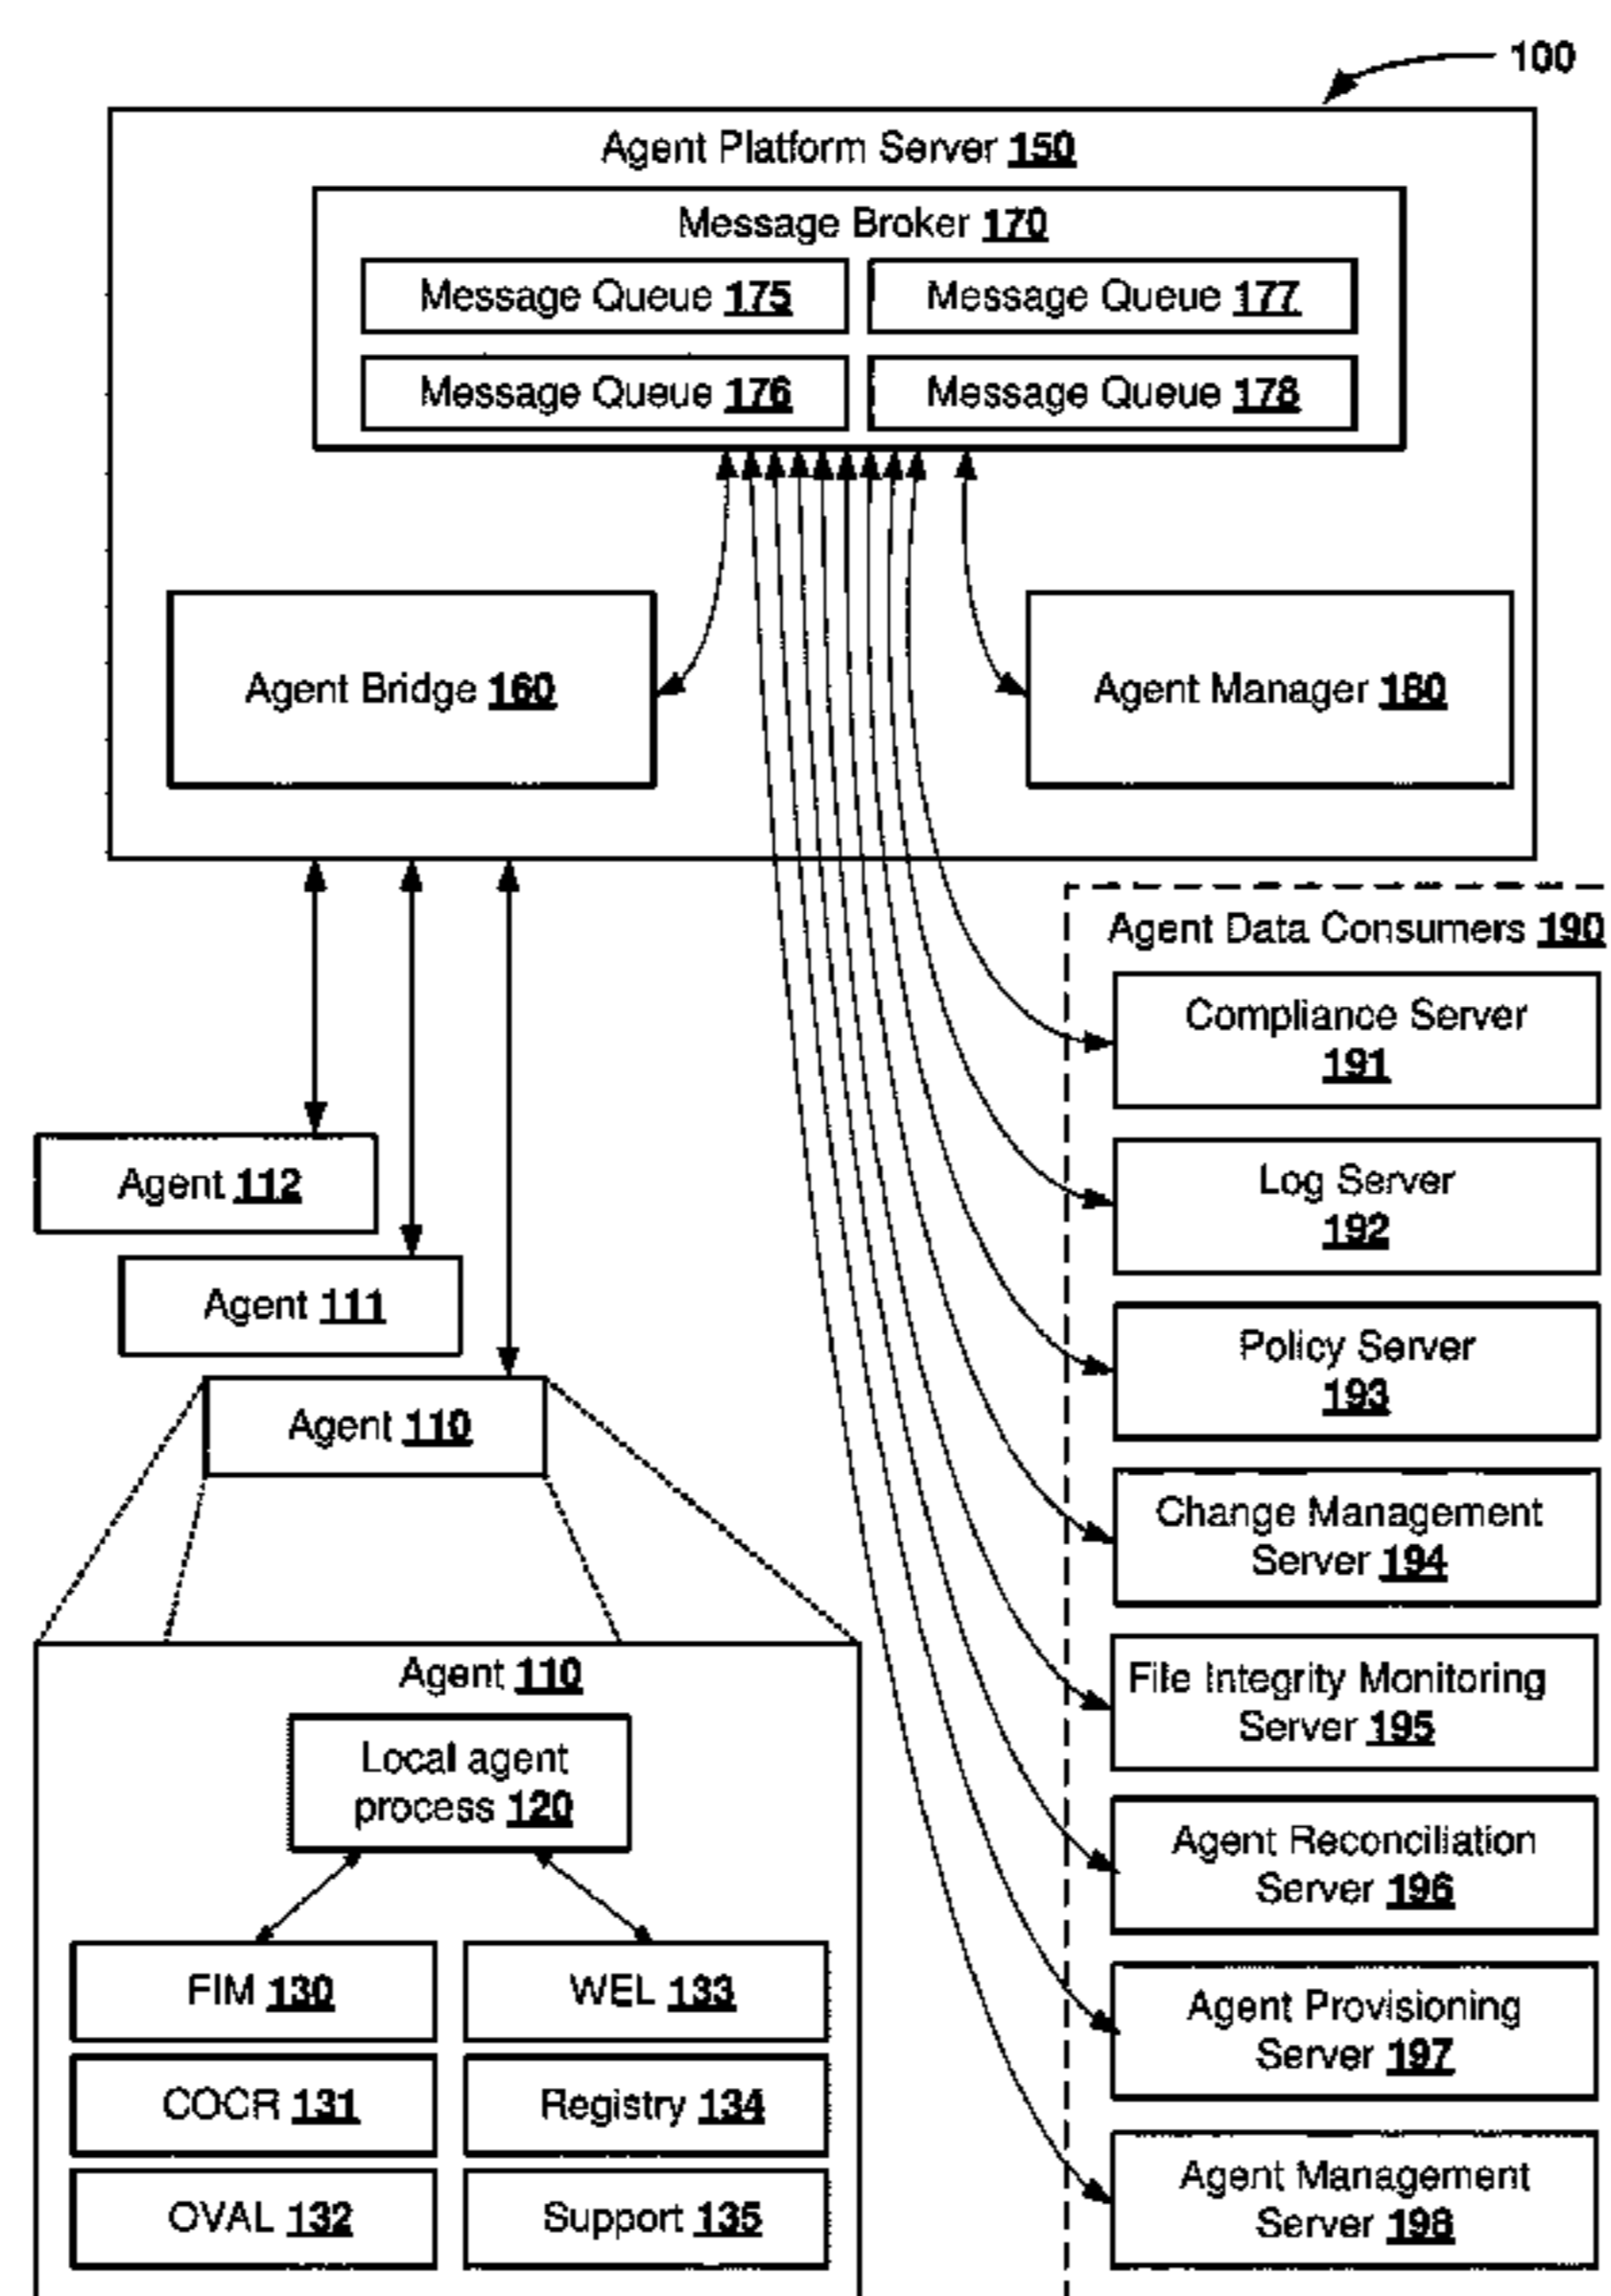 100
Agent Platform Server 150
Message Broker 170
Message Queue 175
Message Queue 177
Message Queue 176
Message Queue 178
Agent Bridge 160
Agent Manager 180
Agent Data Consumers 190
Compliance Server
191
Log Server
192
Policy Server
193
Change Management
Server 194
File Integrity Monitoring
Server 195
Agent Reconciliation
Server 196
Agent Provisioning
Server 197
Agent Management
Server 198
Agent 112
Agent 111
Agent 110
Agent 110
Local agent
process 120
FIM 130
WEL 133
COCR 131
Registry 134
OVAL 132
Support 135